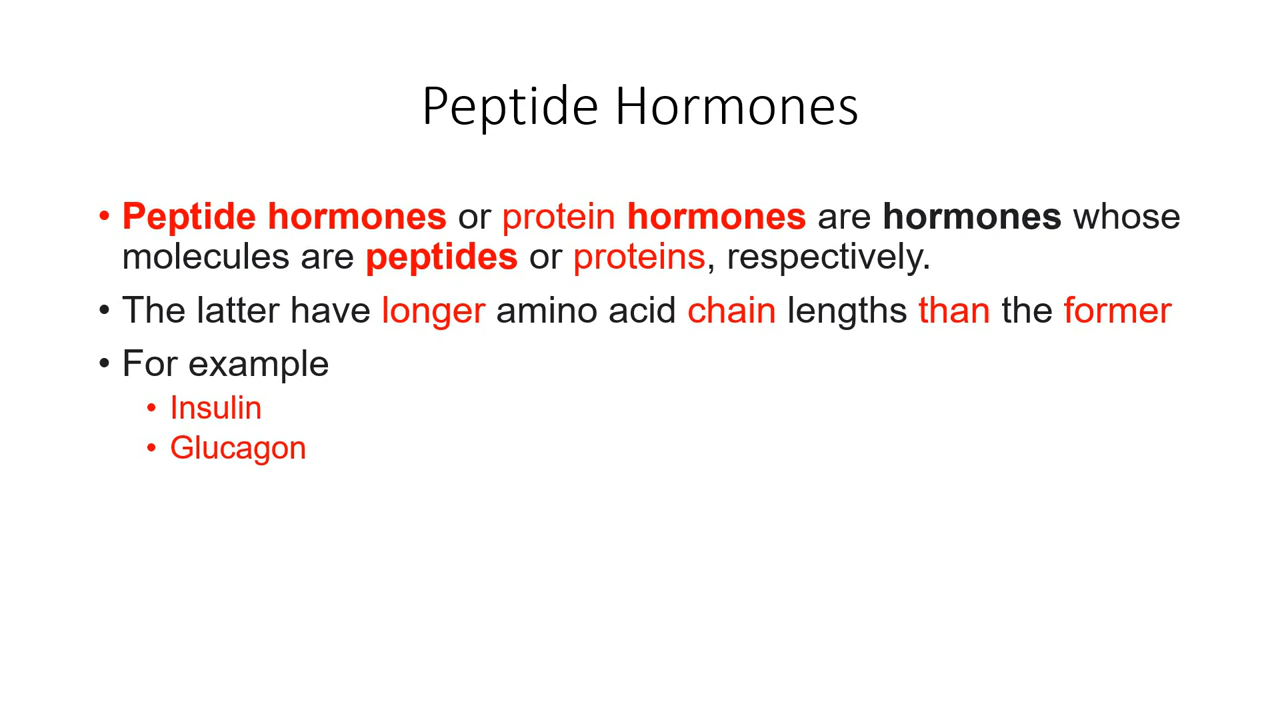 Peptide Hormones
• Peptide hormones or protein hormones are hormones whose
molecules are peptides or proteins, respectively.
• The latter have longer amino acid chain lengths than the former
• For example
• Insulin
• Glucagon